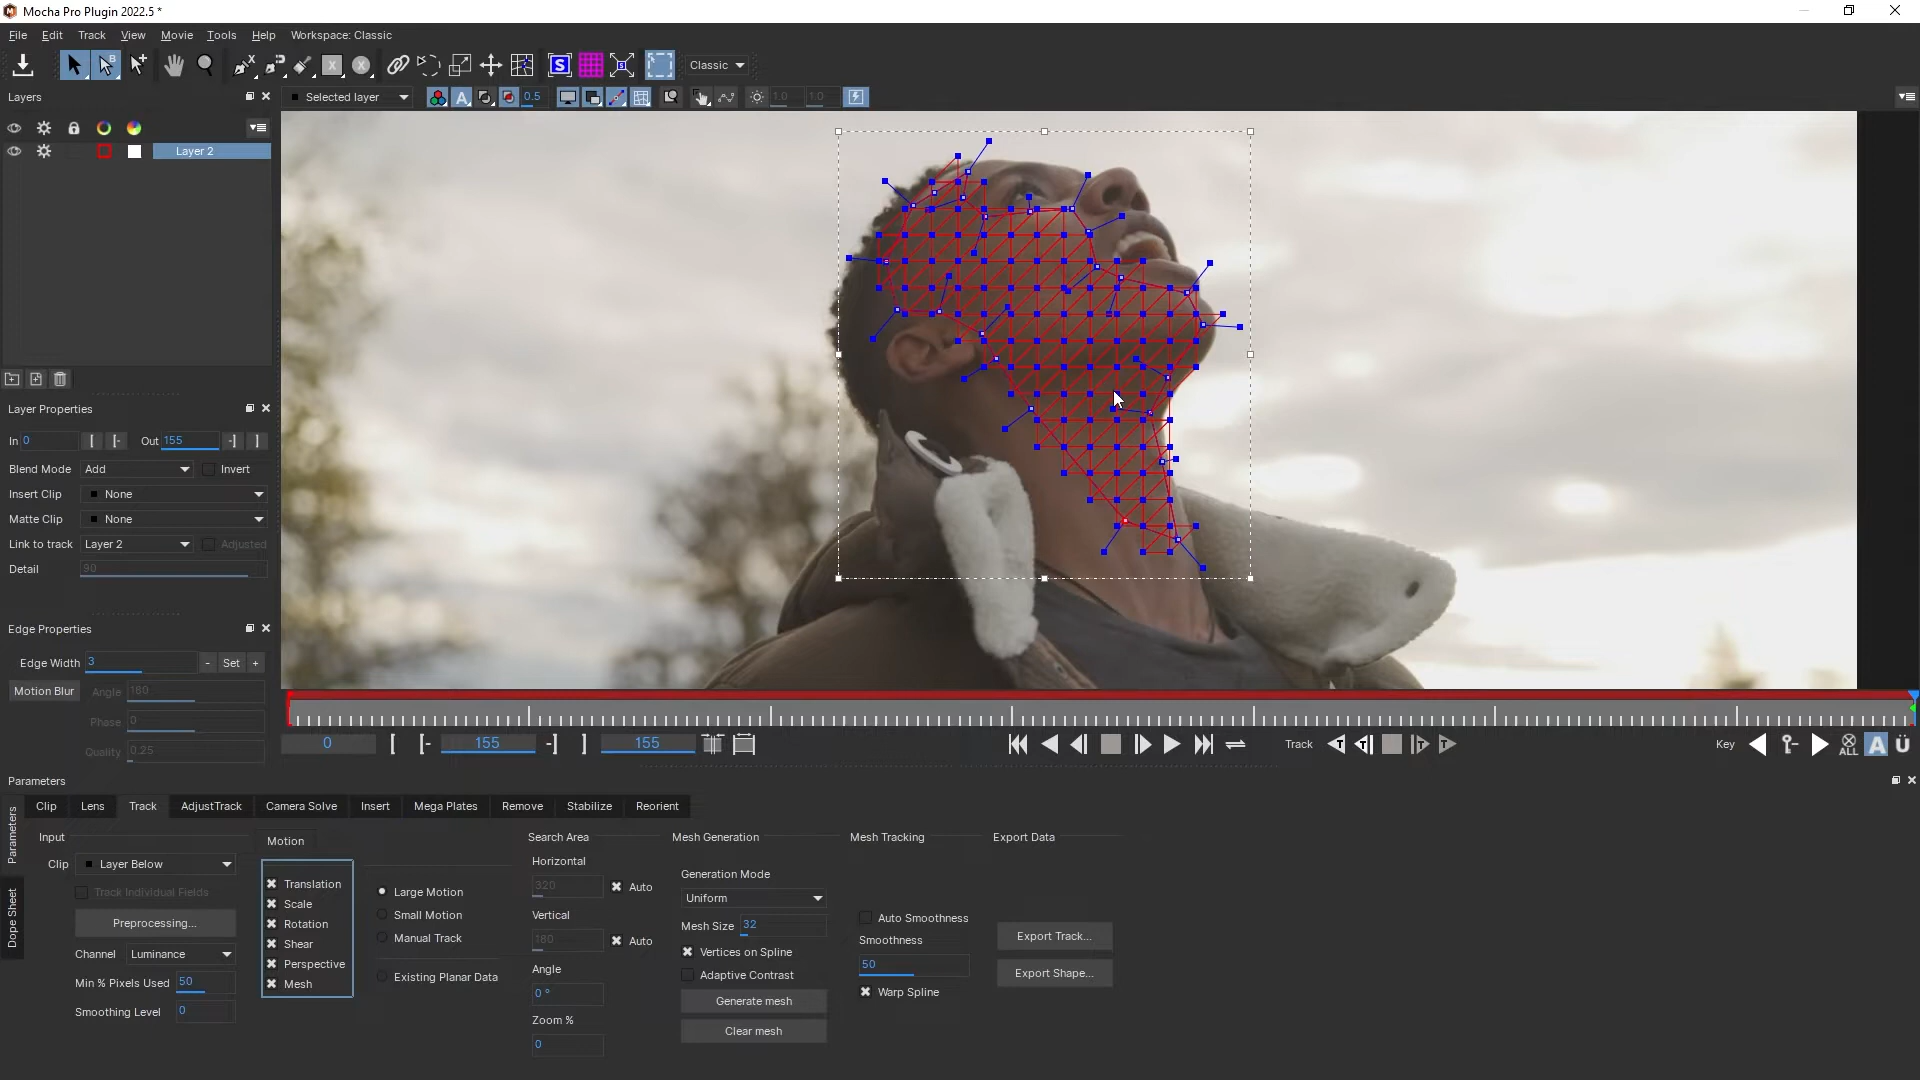 Mocha Pro Plugin 2022.5 *
File Edit Track View Movie Tools Help Workspace: Classic
S Classic
Layers Selected layer A 0.5 1.0 1.0
Layer 2
Layer Properties
In 0 [ [- Out 155 -] ]
Blend Mode Add Invert
Insert Clip None
Matte Clip None
Link to track Layer 2 Adjusted
Detail 90
Edge Properties
Edge Width 3 - Set +
Motion Blur Angle 180
Phase 0
Quality 0.25
0 [ [- 155 -] ] 155 Track T T T T Key ALL A Ü
Parameters
Parameters
Dope Sheet
Clip Lens Track AdjustTrack Camera Solve Insert Mega Plates Remove Stabilize Reorient
Input
Clip Layer Below
Track Individual Fields
Preprocessing...
Channel Luminance
Min % Pixels Used 50
Smoothing Level 0
Motion
Translation
Scale
Rotation
Shear
Perspective
Mesh
Large Motion
Small Motion
Manual Track
Existing Planar Data
Search Area
Horizontal
320 Auto
Vertical
180 Auto
Angle
0 °
Zoom %
0
Mesh Generation
Generation Mode
Uniform
Mesh Size 32
Vertices on Spline
Adaptive Contrast
Generate mesh
Clear mesh
Mesh Tracking
Auto Smoothness
Smoothness
50
Warp Spline
Export Data
Export Track...
Export Shape...